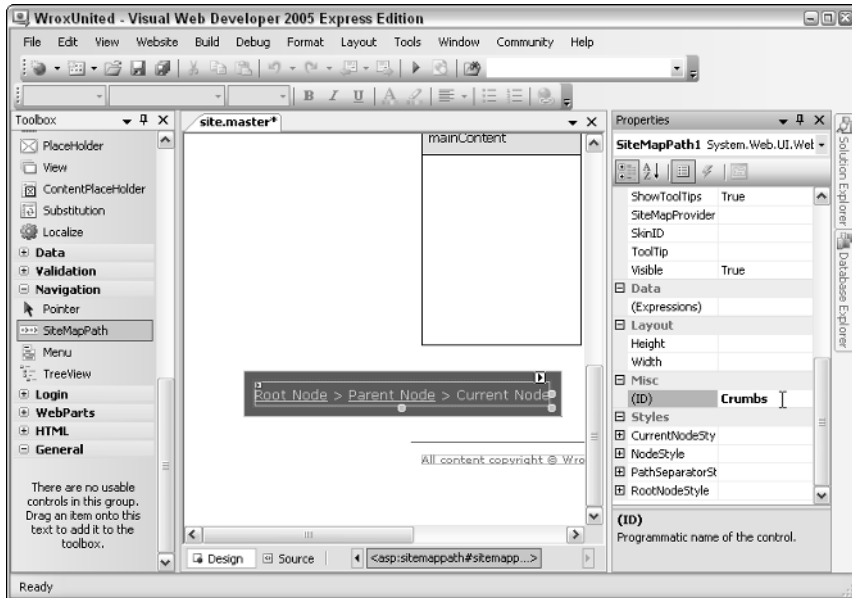 WroxUnited - Visual Web Developer 2005 Express Edition
File Edit View Website Build Debug Format Layout Tools Window Community Help
B I U A
Toolbox
PlaceHolder
View
ContentPlaceHolder
Substitution
Localize
Data
Validation
Navigation
Pointer
SiteMapPath
Menu
TreeView
Login
WebParts
HTML
General
There are no usable
controls in this group.
Drag an item onto this
text to add it to the
toolbox.
site.master*
mainContent
Root Node > Parent Node > Current Node
All content copyright © Wro
Design Source <asp:sitemappath#sitemapp...>
Properties
SiteMapPath1 System.Web.UI.Wet
ShowToolTips True
SiteMapProvider
SkinID
ToolTip
Visible True
Data
(Expressions)
Layout
Height
Width
Misc
(ID) Crumbs
Styles
CurrentNodeSty
NodeStyle
PathSeparatorSt
RootNodeStyle
(ID)
Programmatic name of the control.
Solution Explorer
Database Explorer
Ready